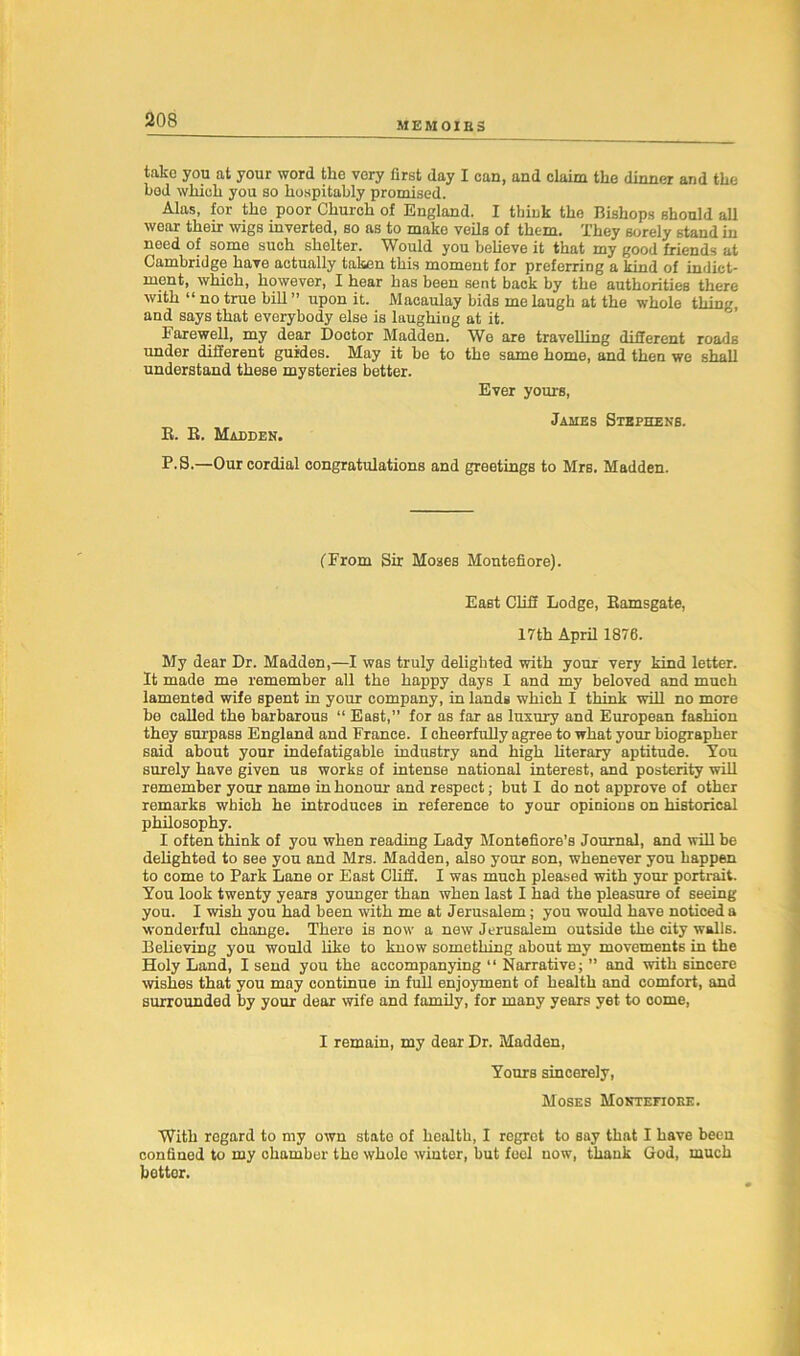 208
MEMOIRS
take you at your word the very first day I can, and claim the dinner and the
bed which you so hospitably promised.
Alas, for the poor Church of England. I think the Bishops should all
wear their wigs inverted, so as to make veils of them. They sorely stand in
need of some such shelter. Would you believe it that my good friends at
Cambridge have actually taken this moment for preferring a kind of indict-
ment, which, however, I hear has been sent back by the authorities there
with “no true bill” upon it. Macaulay bids me laugh at the whole thing,
and says that everybody else is laughing at it.
Farewell, my dear Doctor Madden. We are travelling different roads
under different guides. May it be to the same home, and then we shall
understand these mysteries better.
Ever yours,
James Stephens.
R. R. Madden.
P.S.—Our cordial congratulations and greetings to Mrs. Madden.
(From Sir Moses Montefiore).
East Cliff Lodge, Ramsgate,
17th April 1876.
My dear Dr. Madden,—I was truly delighted with your very kind letter.
It made me remember all the happy days I and my beloved and much
lamented wife spent in your company, in lands which I think will no more
be called the barbarous “ East,” for as far as luxury and European fashion
they surpass England and France. I cheerfully agree to what your biographer
said about your indefatigable industry and high literary aptitude. You
surely have given us works of intense national interest, and posterity will
remember your name in honour and respect; but I do not approve of other
remarks which he introduces in reference to your opinions on historical
philosophy.
I often think of you when reading Lady Montefiore’s Journal, and will be
delighted to see you and Mrs. Madden, also your son, whenever you happen
to come to Park Lane or East Cliff. I was much pleased with your portrait.
You look twenty years younger than when last I had the pleasure of seeing
you. I wish you had been with me at Jerusalem; you would have noticed a
wonderful change. There is now a new Jerusalem outside the city walls.
Believing you would like to know something about my movements in the
Holy Land, I send you the accompanying “ Narrative; ” and with sincere
wishes that you may continue in full enjoyment of health and comfort, and
surrounded by your dear wife and family, for many years yet to come,
I remain, my dear Dr. Madden,
Yours sincerely,
Moses Montefiore.
With regard to my own state of health, I regret to say that I have been
confined to my chamber the whole winter, but feel now, thank God, much
better.